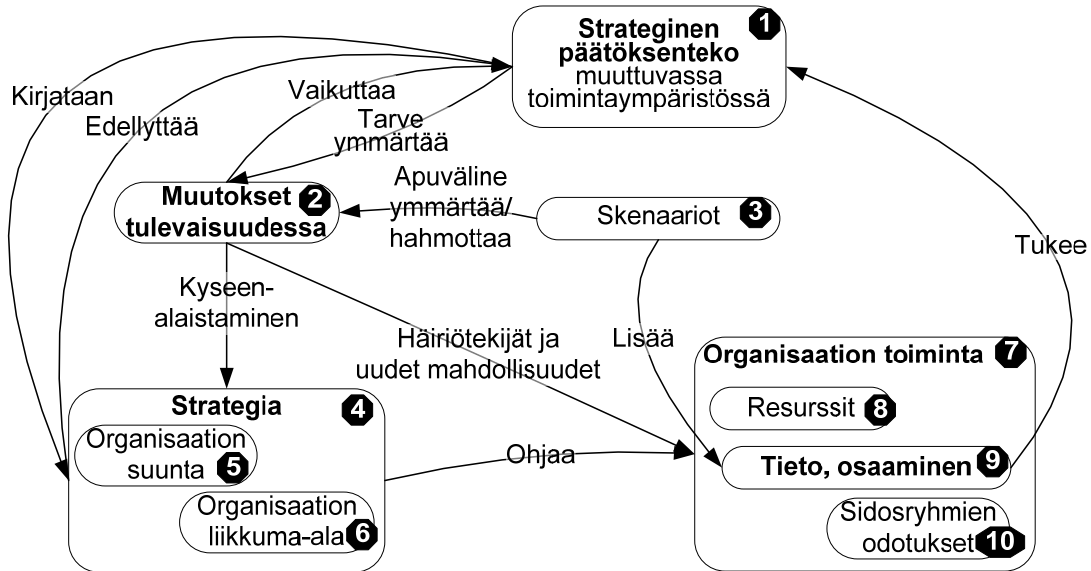 1
Strateginen
päätöksenteko
muuttuvassa
toimintaympäristössä
Kirjataan
Edellyttää
Vaikuttaa
Tarve
ymmärtää
Muutokset 2
tulevaisuudessa
Apuväline
ymmärtää/
hahmottaa
Skenaariot 3
Tukee
Kyseen-
alaistaminen
Häiriötekijät ja
uudet mahdollisuudet
Lisää
Strategia 4
Organisaation
suunta 5
Organisaation
liikkuma-ala 6
Ohjaa
Organisaation toiminta 7
Resurssit 8
Tieto, osaaminen 9
Sidosryhmien
odotukset 10